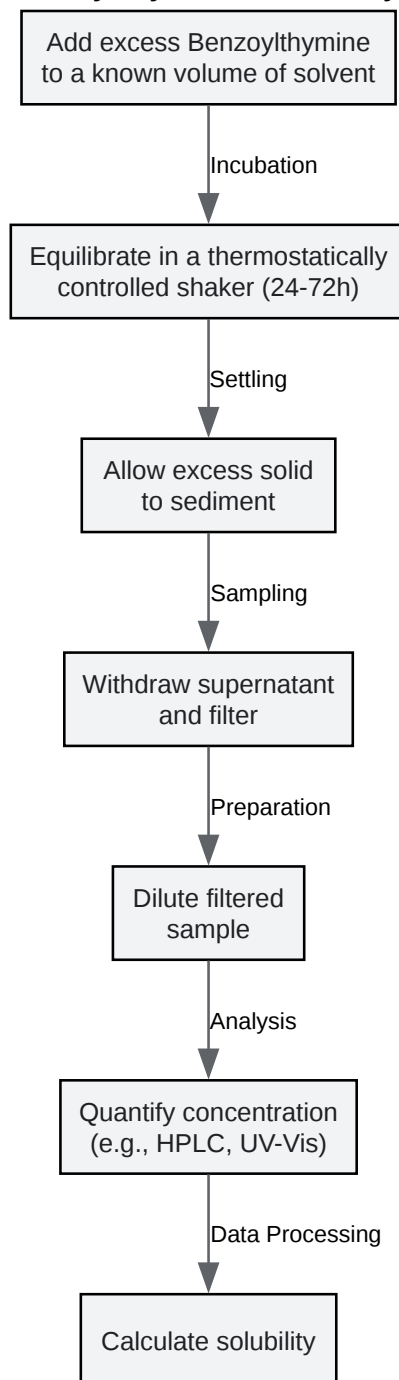 Add excess Benzoylthymine
to a known volume of solvent
Incubation
Equilibrate in a thermostatically
controlled shaker (24-72h)
Settling
Allow excess solid
to sediment
Sampling
Withdraw supernatant
and filter
Preparation
Dilute filtered
sample
Analysis
Quantify concentration
(e.g., HPLC, UV-Vis)
Data Processing
Calculate solubility